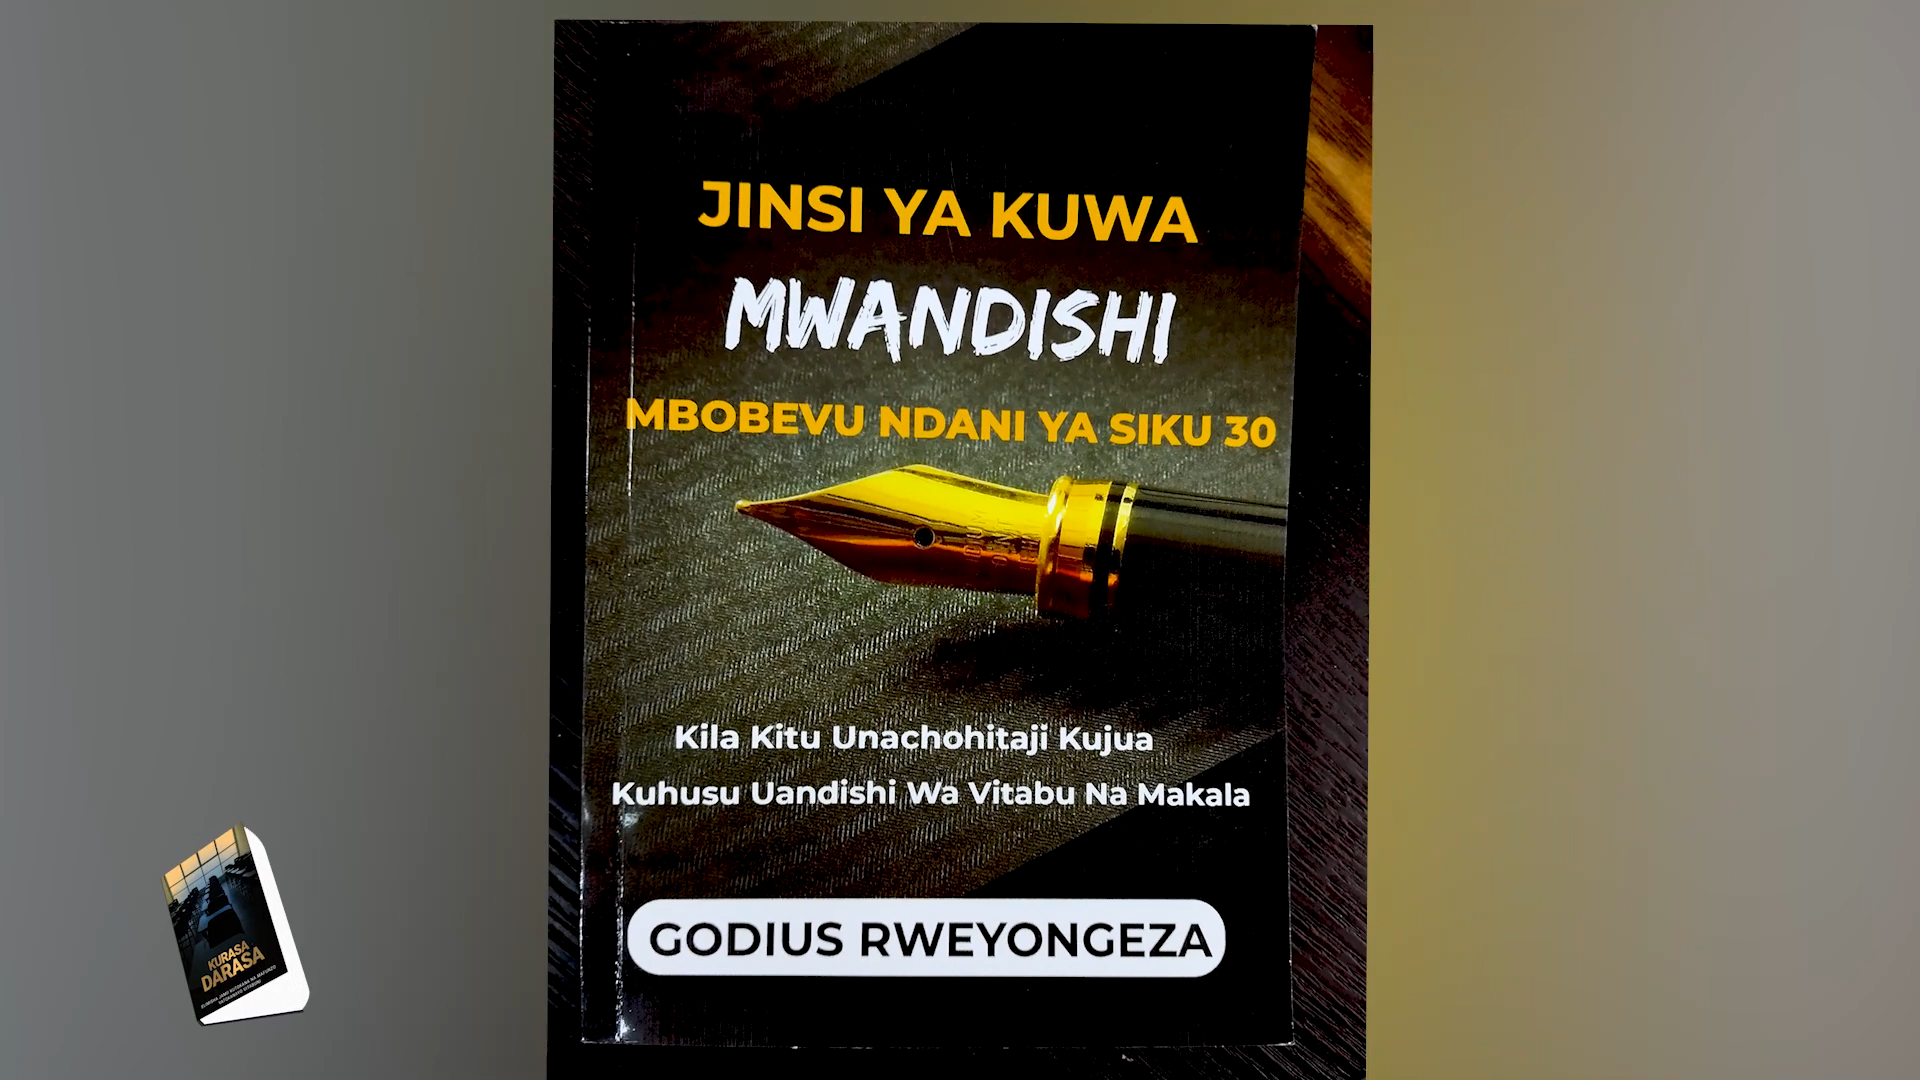 JINSI YA KUWA
MWANDISHI
MBOBEVU NDANI YA SIKU 30
Kila Kitu Unachohitaji Kujua
Kuhusu Uandishi Wa Vitabu Na Makala
GODIUS RWEYONGEZA
KURASA
DARASA